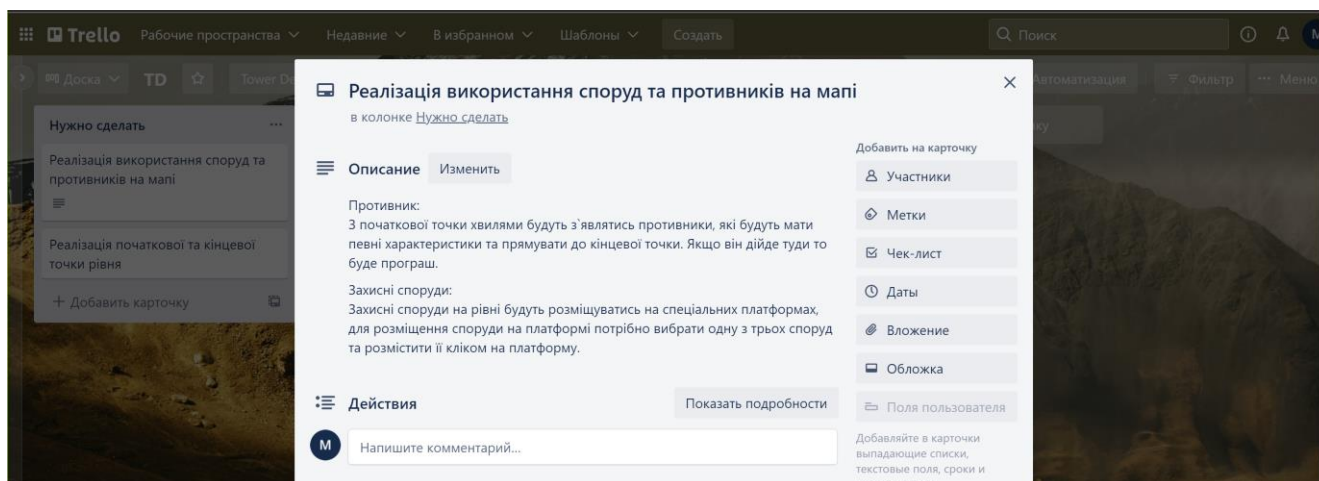 Trello Рабочие пространства Недавние В избранном Шаблоны Создать Поиск
Доска TD Tower De
Автоматизация Фильтр Меню
Нужно сделать
Реалізація використання споруд та
противників на мапі
Реалізація початкової та кінцевої
точки рівня
+ Добавить карточку
Реалізація використання споруд та противників на мапі
в колонке Нужно сделать
Описание Изменить
Противник:
З початкової точки хвилями будуть з`являтись противники, які будуть мати
певні характеристики та прямувати до кінцевої точки. Якщо він дійде туди то
буде програш.
Захисні споруди:
Захисні споруди на рівні будуть розміщуватись на спеціальних платформах,
для розміщення споруди на платформі потрібно вибрати одну з трьох споруд
та розмістити її кліком на платформу.
Действия Показать подробности
М Напишите комментарий...
Добавить на карточку
Участники
Метки
Чек-лист
Даты
Вложение
Обложка
Поля пользователя
Добавляйте в карточки
выпадающие списки,
текстовые поля, сроки и